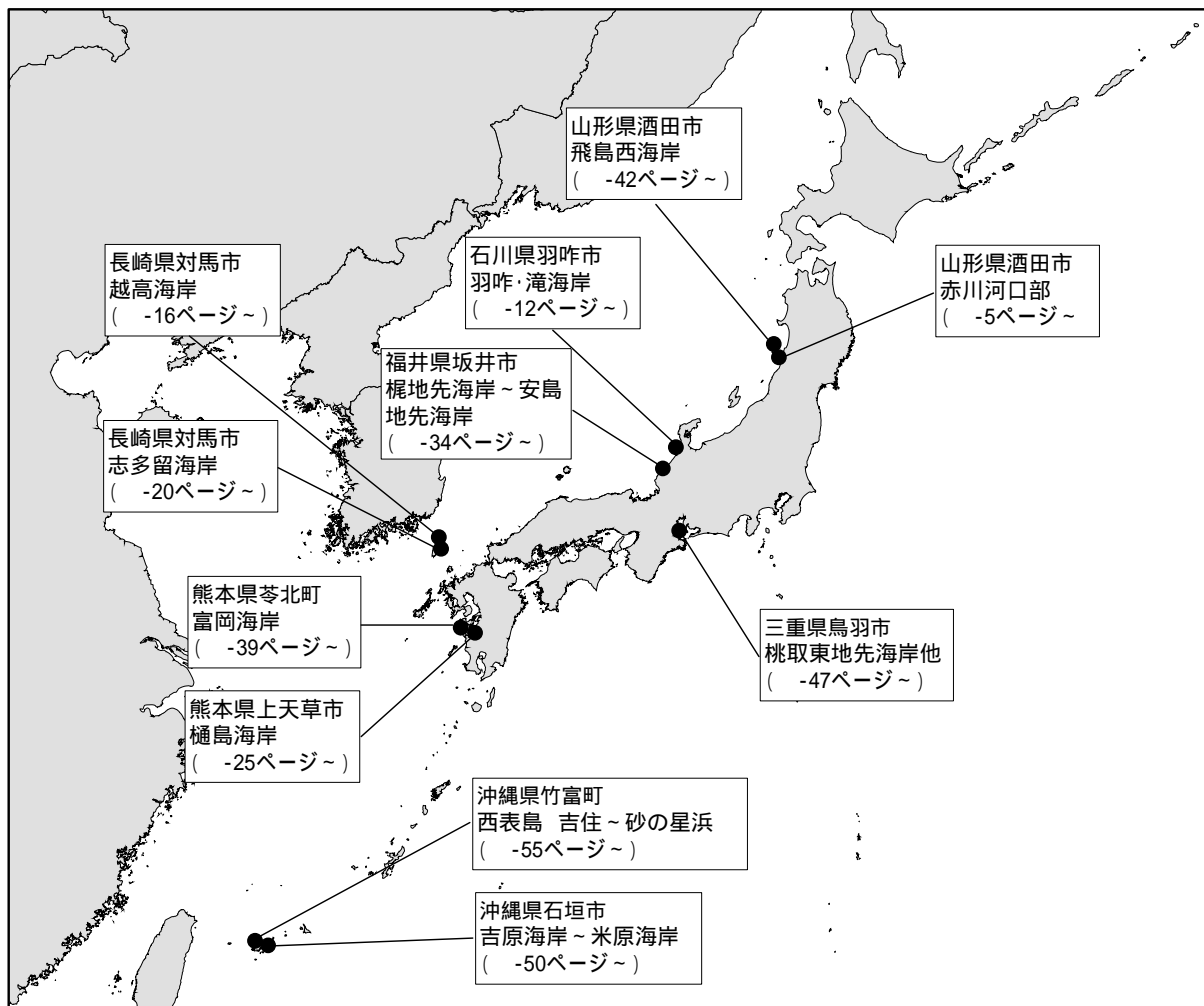 山形県酒田市
飛島西海岸
( -42ページ~)
石川県羽咋市
羽咋・滝海岸
( -12ページ~)
山形県酒田市
赤川河口部
( -5ページ~
長崎県対馬市
越高海岸
( -16ページ~)
福井県坂井市
梶地先海岸~安島
地先海岸
( -34ページ~)
長崎県対馬市
志多留海岸
( -20ページ~)
熊本県苓北町
富岡海岸
( -39ページ~)
三重県鳥羽市
桃取東地先海岸他
( -47ページ~)
熊本県上天草市
樋島海岸
( -25ページ~)
沖縄県竹富町
西表島 吉住~砂の星浜
( -55ページ~)
沖縄県石垣市
吉原海岸~米原海岸
( -50ページ~)